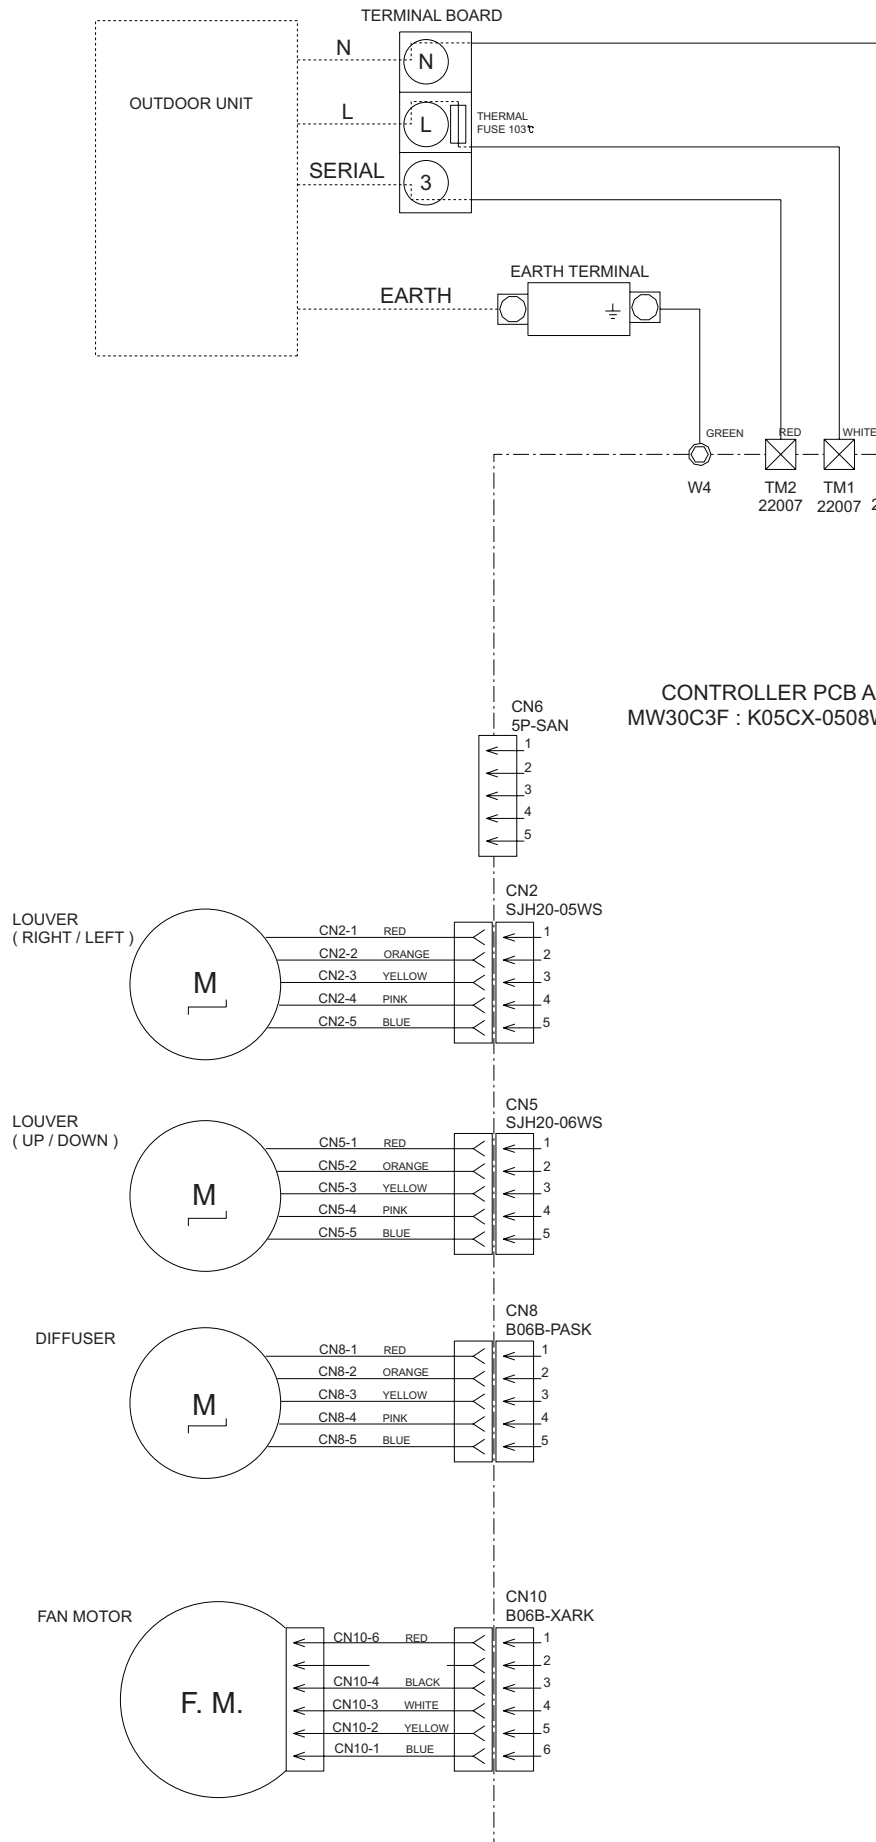 TERMINAL BOARD
N
N
OUTDOOR UNIT
L
L
THERMAL
FUSE 103℃
SERIAL
3
EARTH TERMINAL
EARTH
GREEN
RED
WHITE
W4
TM2
22007
TM1
22007
2
CONTROLLER PCB A
MW30C3F : K05CX-0508W
CN6
5P-SAN
1
2
3
4
5
LOUVER
( RIGHT / LEFT )
M
CN2
SJH20-05WS
CN2-1 RED 1
CN2-2 ORANGE 2
CN2-3 YELLOW 3
CN2-4 PINK 4
CN2-5 BLUE 5
LOUVER
( UP / DOWN )
M
CN5
SJH20-06WS
CN5-1 RED 1
CN5-2 ORANGE 2
CN5-3 YELLOW 3
CN5-4 PINK 4
CN5-5 BLUE 5
DIFFUSER
M
CN8
B06B-PASK
CN8-1 RED 1
CN8-2 ORANGE 2
CN8-3 YELLOW 3
CN8-4 PINK 4
CN8-5 BLUE 5
FAN MOTOR
F. M.
CN10
B06B-XARK
CN10-6 RED 1
2
CN10-4 BLACK 3
CN10-3 WHITE 4
CN10-2 YELLOW 5
CN10-1 BLUE 6